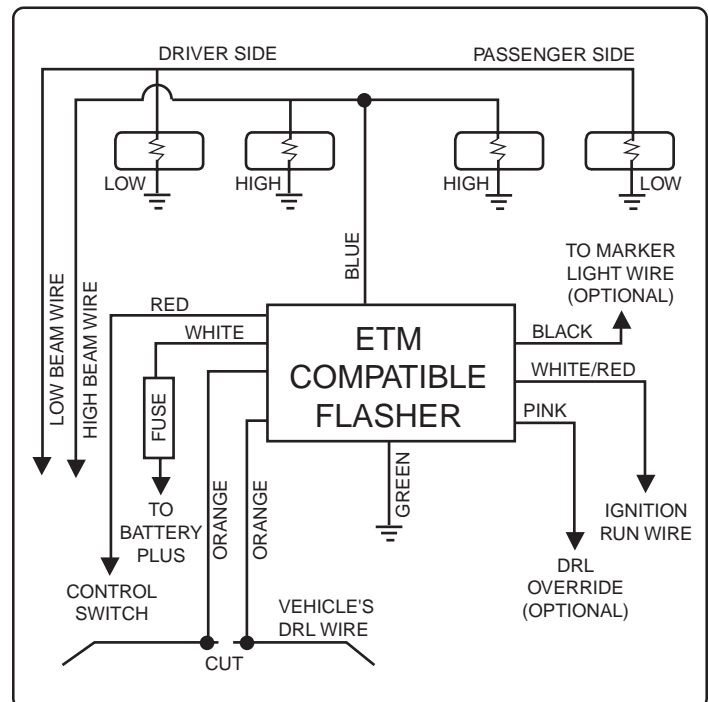 DRIVER SIDE
PASSENGER SIDE
LOW
HIGH
HIGH
LOW
LOW BEAM WIRE
HIGH BEAM WIRE
BLUE
TO MARKER
LIGHT WIRE
(OPTIONAL)
RED
WHITE
ETM
COMPATIBLE
FLASHER
BLACK
WHITE/RED
PINK
FUSE
TO
BATTERY
PLUS
ORANGE
ORANGE
GREEN
IGNITION
RUN WIRE
DRL
OVERRIDE
(OPTIONAL)
CONTROL
SWITCH
VEHICLE'S
DRL WIRE
CUT